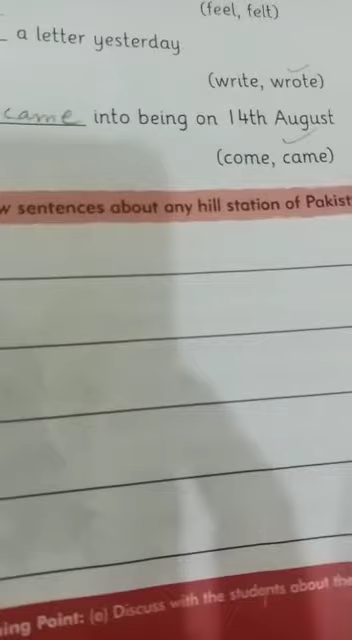 (feel, felt)
a letter yesterday
(write, wrote)
came into being on 14th August
(come, came)
w sentences about any hill station of Pakist
ing Point: (e) Discuss with the students about the